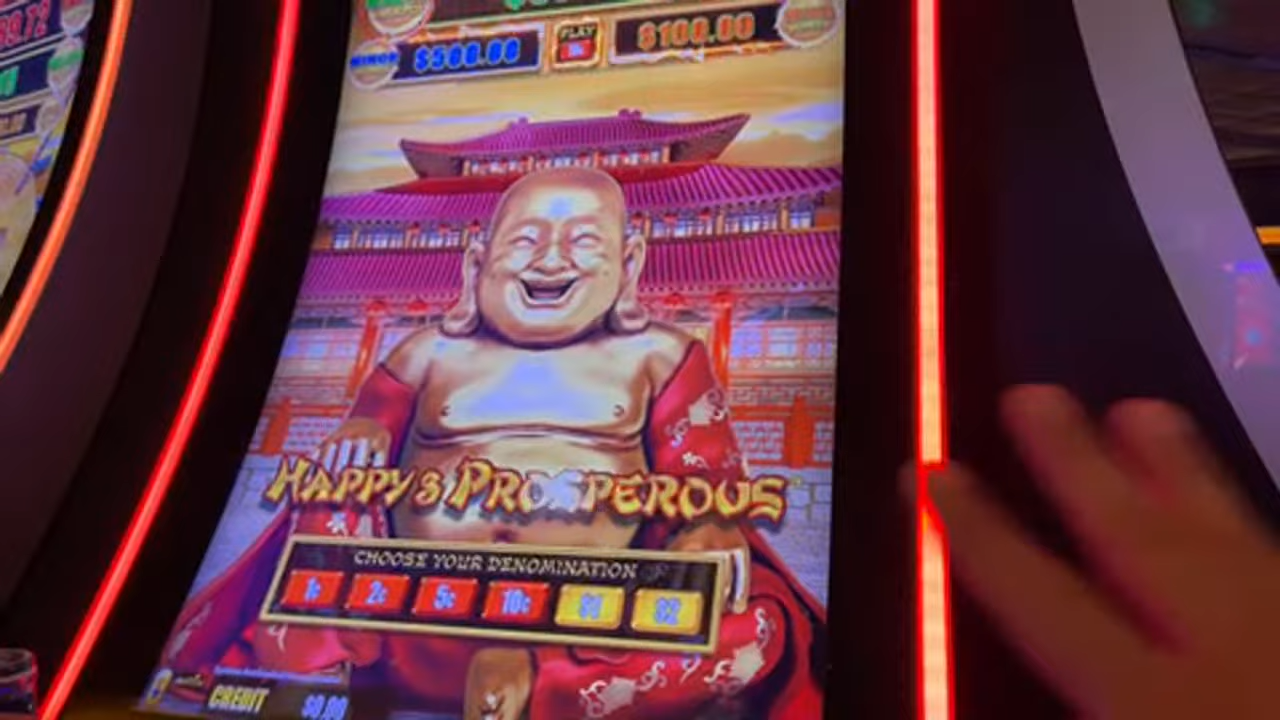 MINOR $500.00 PLAY $100.00
HAPPY & PROSPEROUS
CHOOSE YOUR DENOMINATION
1¢ 2¢ 5¢ 10¢ $1 $2
CREDIT $0.00